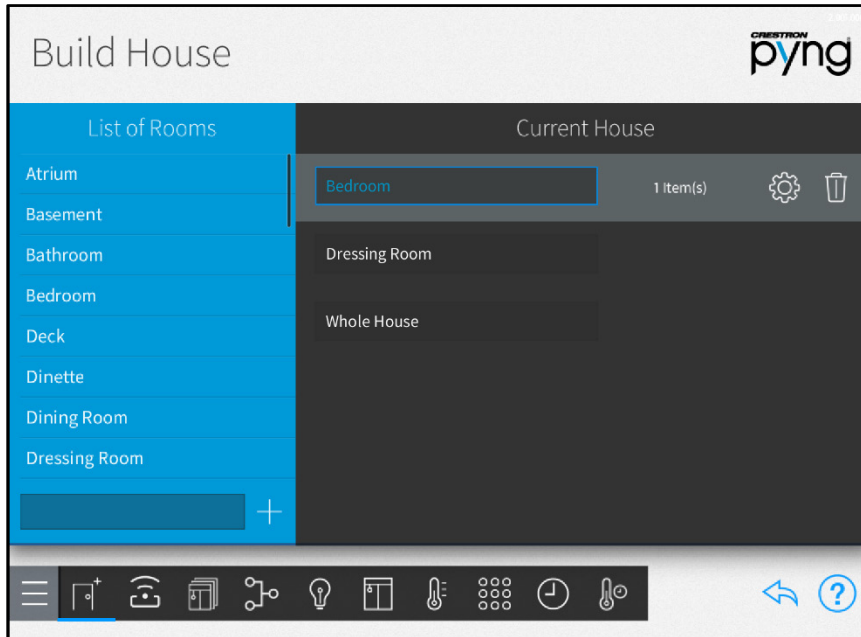 Build House
CRESTRON
pyng
List of Rooms
Current House
Atrium
Basement
Bathroom
Bedroom
Deck
Dinette
Dining Room
Dressing Room
Bedroom
1 Item(s)
Dressing Room
Whole House
?